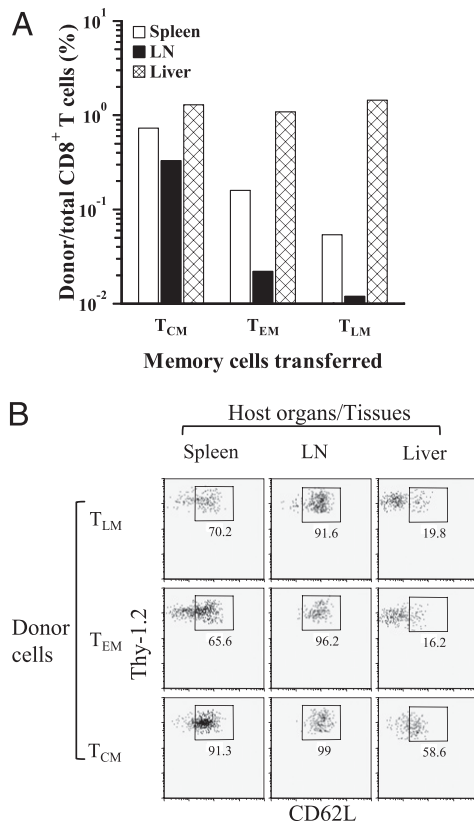 A
Donor/total CD8+ T cells (%)
10^2
10^1
10^0
10^-1
10^-2
Spleen
LN
Liver
TCM TEM TLM
Memory cells transferred
B
Host organs/Tissues
Spleen LN Liver
Donor cells
Thy-1.2
TLM
70.2 91.6 19.8
TEM
65.6 96.2 16.2
TCM
91.3 99 58.6
CD62L